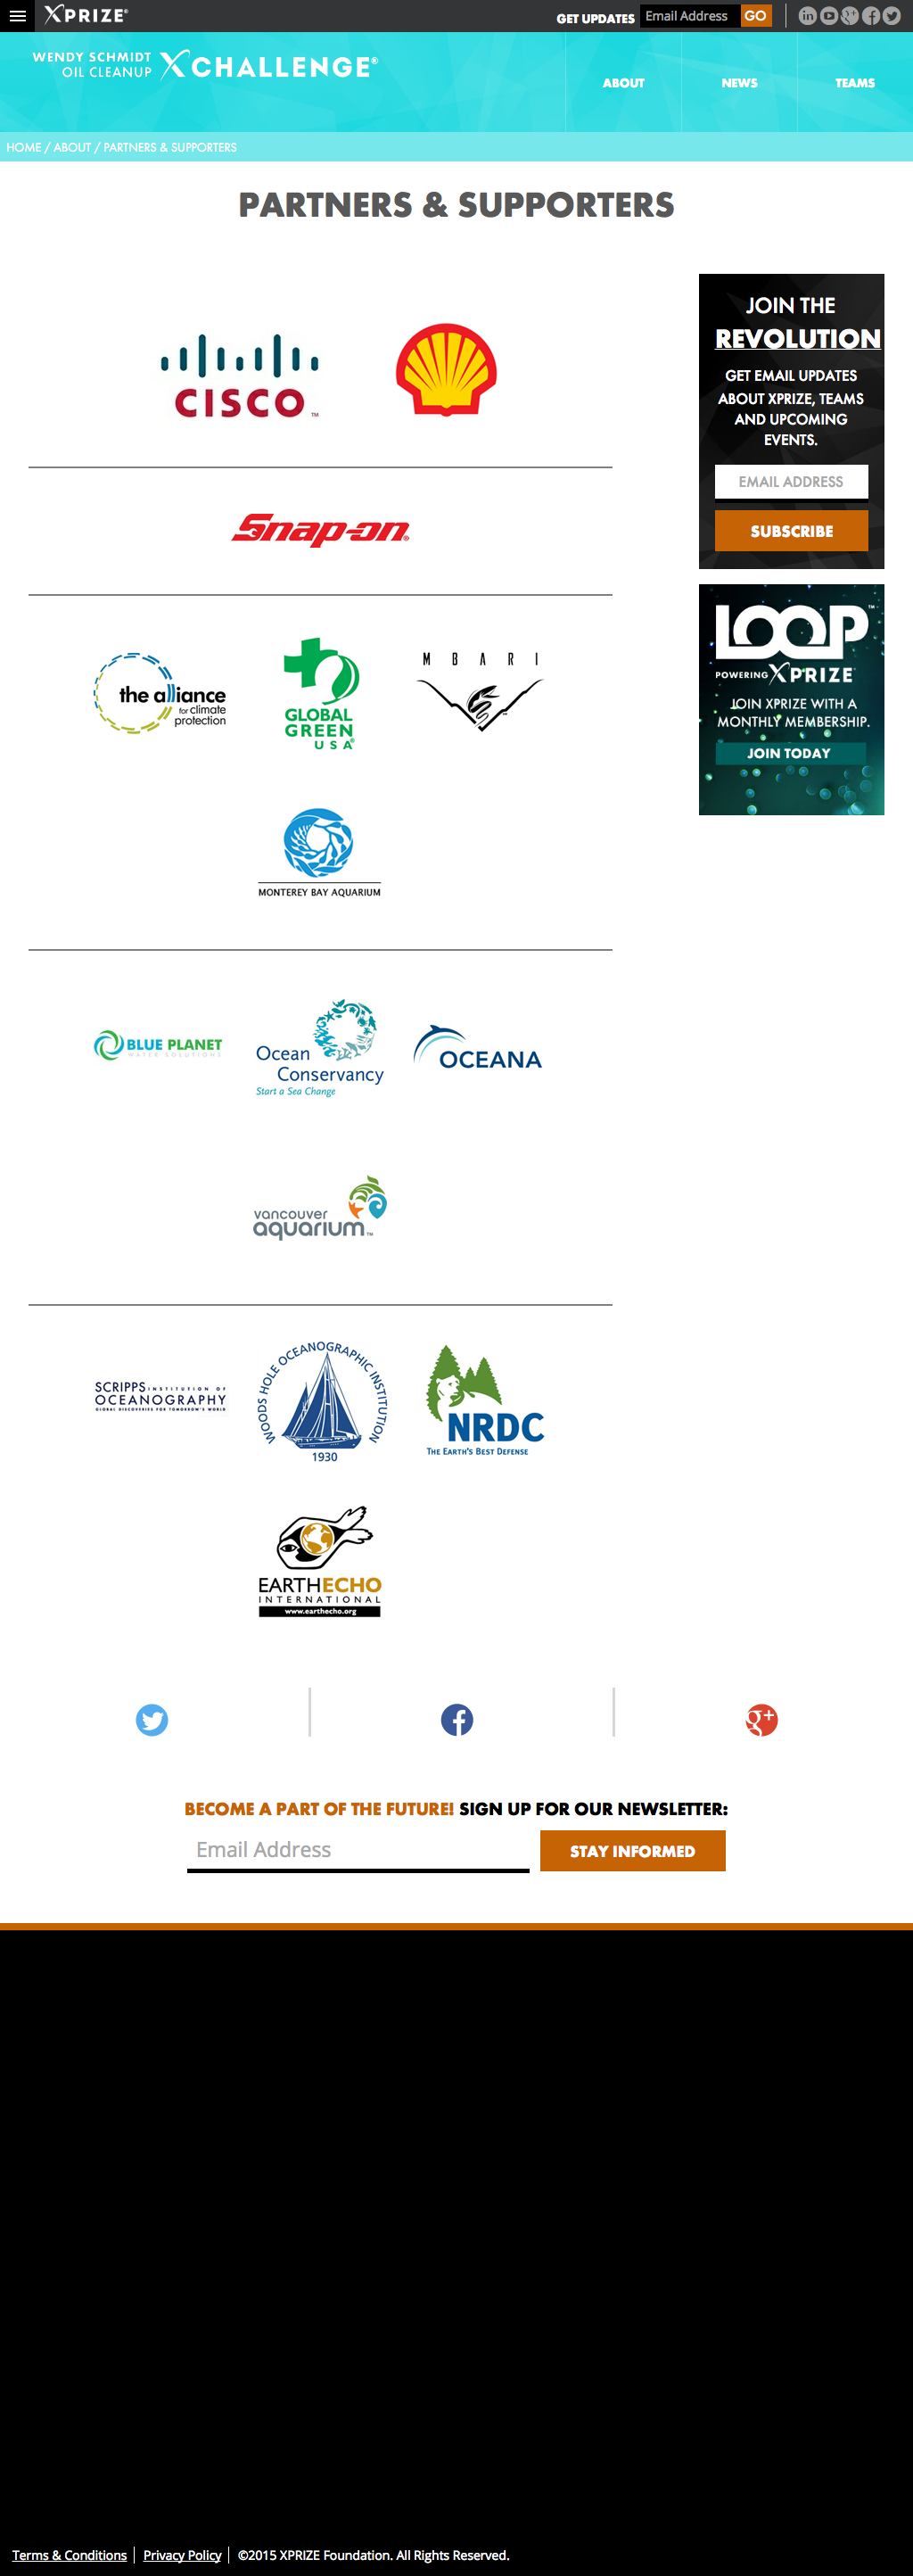 XPRIZE®
GET UPDATES Email Address GO
WENDY SCHMIDT
OIL CLEANUP XCHALLENGE®
ABOUT NEWS TEAMS
HOME / ABOUT / PARTNERS & SUPPORTERS
PARTNERS & SUPPORTERS
CISCO™
Snap-on®
the alliance
for climate
protection
GLOBAL
GREEN
USA®
MBARI
MONTEREY BAY AQUARIUM
BLUE PLANET
WATER SOLUTIONS
Ocean
Conservancy
Start a Sea Change
OCEANA
vancouver
aquarium™
SCRIPPS INSTITUTION OF
OCEANOGRAPHY
GLOBAL DISCOVERIES FOR TOMORROW'S WORLD
WOODS HOLE OCEANOGRAPHIC INSTITUTION
1930
NRDC
THE EARTH'S BEST DEFENSE
EARTHECHO
INTERNATIONAL
www.earthecho.org
JOIN THE
REVOLUTION
GET EMAIL UPDATES
ABOUT XPRIZE, TEAMS
AND UPCOMING
EVENTS.
EMAIL ADDRESS
SUBSCRIBE
LOOP™
POWERING XPRIZE®
JOIN XPRIZE WITH A
MONTHLY MEMBERSHIP.
JOIN TODAY
BECOME A PART OF THE FUTURE! SIGN UP FOR OUR NEWSLETTER:
Email Address STAY INFORMED
Terms & Conditions Privacy Policy ©2015 XPRIZE Foundation. All Rights Reserved.